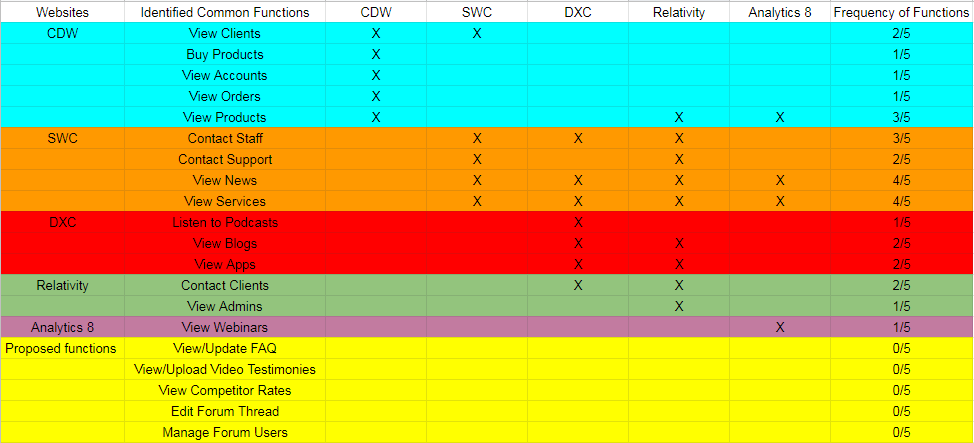 Websites Identified Common Functions CDW SWC DXC Relativity Analytics 8 Frequency of Functions
CDW View Clients X X 2/5
Buy Products X 1/5
View Accounts X 1/5
View Orders X 1/5
View Products X X X 3/5
SWC Contact Staff X X X 3/5
Contact Support X X 2/5
View News X X X X 4/5
View Services X X X X 4/5
DXC Listen to Podcasts X 1/5
View Blogs X X 2/5
View Apps X X 2/5
Relativity Contact Clients X X 2/5
View Admins X 1/5
Analytics 8 View Webinars X 1/5
Proposed functions View/Update FAQ 0/5
View/Upload Video Testimonies 0/5
View Competitor Rates 0/5
Edit Forum Thread 0/5
Manage Forum Users 0/5